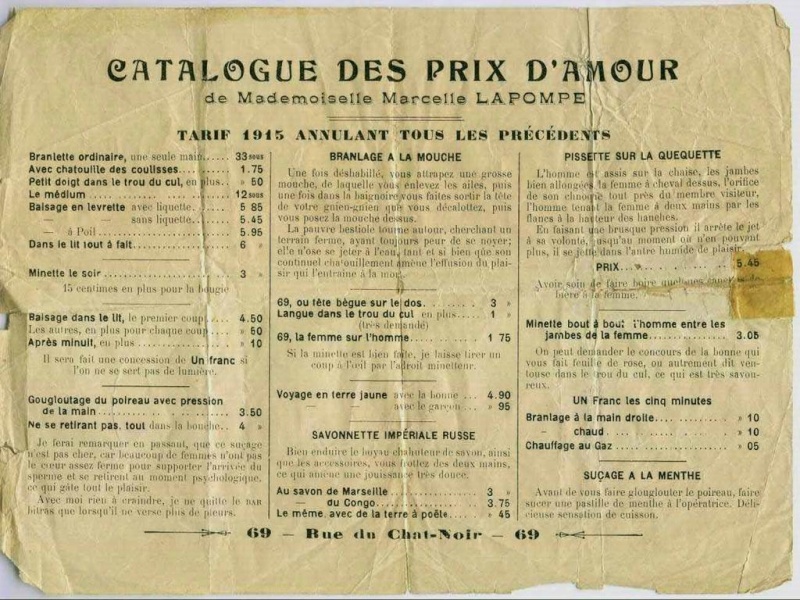 CATALOGUE DES PRIX D'AMOUR
de Mademoiselle Marcelle LAPOMPE
TARIF 1915 ANNULANT TOUS LES PRÉCÉDENTS
Branlette ordinaire, une seule main..... 33 sous
Avec chatouille des coulisses........... 1.75
Petit doigt dans le trou du cul, en plus.. » 50
Le médium.................... 12 sous
Baisage en levrette avec liquette..... 5 85
— sans liquette..... 5.45
— à Poil............... 5.95
Dans le lit tout à fait.................. 6 »
Minette le soir................. 3 »
15 centimes en plus pour la bougie
Baisage dans le lit, le premier coup..... 4.50
Les autres, en plus pour chaque coup.. » 50
Après minuit, en plus................... » 10
Il sera fait une concession de Un franc si
l'on ne se sert pas de lumière.
Gougloutage du poireau avec pression
de la main................ 3.50
Ne se retirant pas, tout dans la bouche.. 4 »
Je ferai remarquer en passant, que ce suçage
n'est pas cher, car beaucoup de femmes n'ont pas
le cœur assez ferme pour supporter l'arrivée du
sperme et se retirent au moment psychologique,
ce qui gâte tout le plaisir.
Avec moi rien à craindre, je ne quitte le DAR
bitras que lorsqu'il ne verse plus de pleurs.
BRANLAGE A LA MOUCHE
Une fois déshabillé, vous attrapez une grosse
mouche, de laquelle vous enlevez les ailes, puis
une fois dans la baignoire, vous faites sortir la tête
de votre guien-gnien que vous décalottez, puis
vous posez la mouche dessus.
La pauvre bestiole tourne autour, cherchant un
terrain ferme, ayant toujours peur de se noyer;
elle n'ose se jeter à l'eau, tant et si bien que son
continuel chatouillement amène l'effusion du plai-
sir qui l'entraine à la mort.
69, ou tête bègue sur le dos.......... 3 »
Langue dans le trou du cul en plus..... 1 »
(très demandé)
69, la femme sur l'homme............. 1 75
Si la minette est bien faite, je laisse tirer un
coup à l'œil par l'adroit minetteur.
Voyage en terre jaune avec la bonne... 4.90
— — avec le garçon... » 95
SAVONNETTE IMPÉRIALE RUSSE
Bien enduire le boyau chahuteur de savon, ainsi
que les accessoires, vous frottez des deux mains,
ce qui amène une jouissance très douce.
Au savon de Marseille............ 3 »
— du Congo............ 3.75
Le même, avec de la terre à poêle..... » 45
PISSETTE SUR LA QUEQUETTE
L'homme est assis sur la chaise, les jambes
bien allongées, la femme à cheval dessus, l'orifice
de son tout près du membre visiteur,
l'homme tenant la femme à deux mains par les
flancs à la hauteur des hanches.
En faisant une brusque pression il arrête le jet
à sa volonté, jusqu'au moment où n'en pouvant
plus, il se jette dans l'antre humide de plaisir.
PRIX............ 5.45
Avoir soin de faire boire quelques de
bière à la femme.
Minette bout à bout l'homme entre les
jambes de la femme............. 3.05
On peut demander le concours de la bonne qui
vous fait feuille de rose, ou autrement dit ven-
touse dans le trou du cul, ce qui est très savou-
reux.
UN Franc les cinq minutes
Branlage à la main droite...... » 10
— chaud............. » 10
Chauffage au Gaz............. » 05
SUÇAGE A LA MENTHE
Avant de vous faire glouglouter le poireau, faire
sucer une pastille de menthe à l'opératrice. Déli-
cieuse sensation de cuisson.
69 — Rue du Chat-Noir — 69